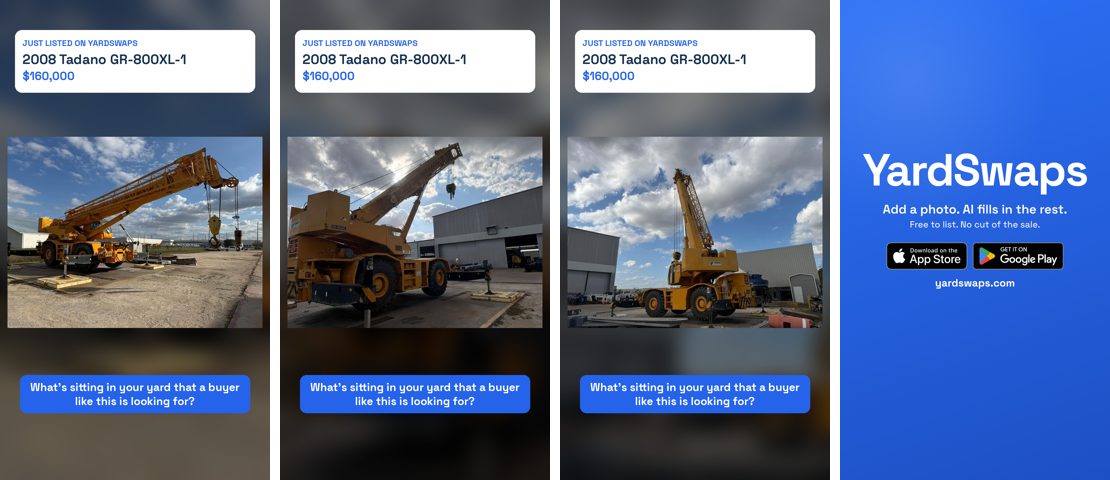 JUST LISTED ON YARDSWAPS
2008 Tadano GR-800XL-1
$160,000
What's sitting in your yard that a buyer
like this is looking for?
JUST LISTED ON YARDSWAPS
2008 Tadano GR-800XL-1
$160,000
What's sitting in your yard that a buyer
like this is looking for?
JUST LISTED ON YARDSWAPS
2008 Tadano GR-800XL-1
$160,000
What's sitting in your yard that a buyer
like this is looking for?
YardSwaps
Add a photo. AI fills in the rest.
Free to list. No cut of the sale.
Download on the
App Store
GET IT ON
Google Play
yardswaps.com